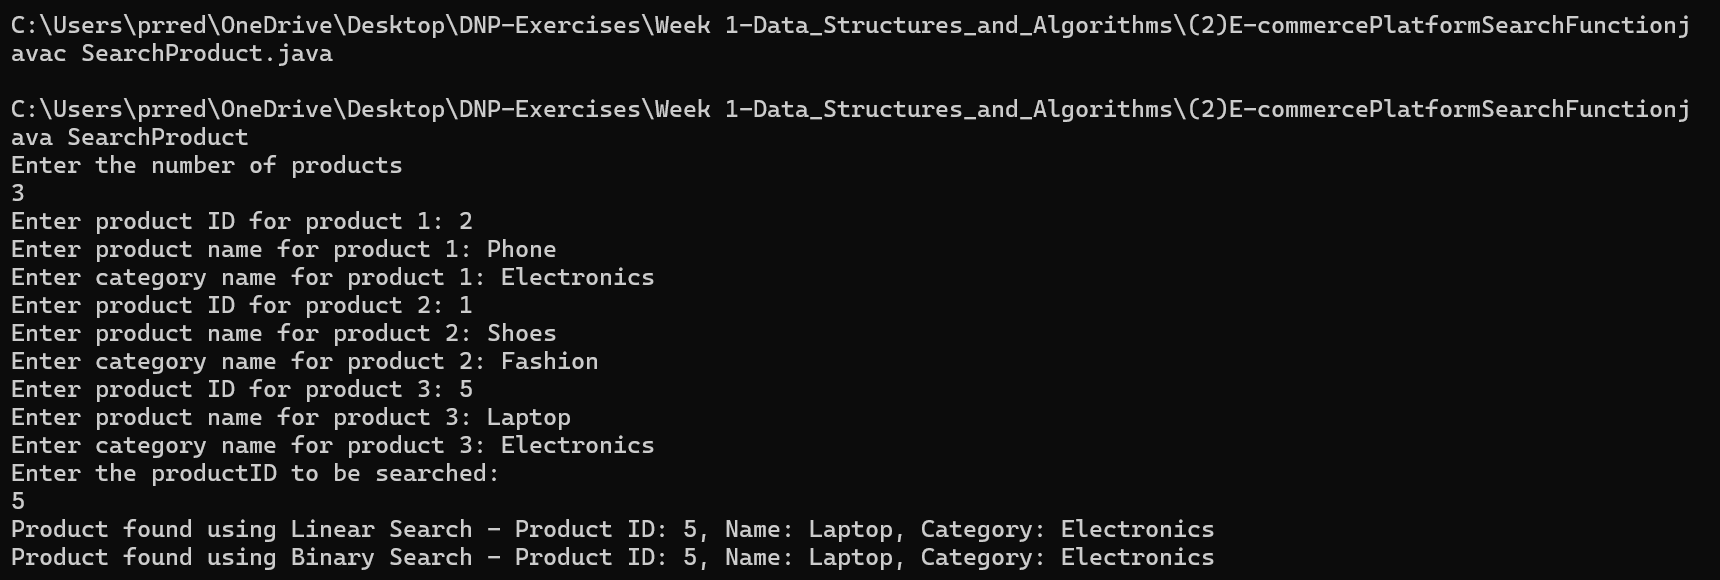 C:\Users\prred\OneDrive\Desktop\DNP-Exercises\Week 1-Data_Structures_and_Algorithms\(2)E-commercePlatformSearchFunctionj
avac SearchProduct.java
C:\Users\prred\OneDrive\Desktop\DNP-Exercises\Week 1-Data_Structures_and_Algorithms\(2)E-commercePlatformSearchFunctionj
ava SearchProduct
Enter the number of products
3
Enter product ID for product 1: 2
Enter product name for product 1: Phone
Enter category name for product 1: Electronics
Enter product ID for product 2: 1
Enter product name for product 2: Shoes
Enter category name for product 2: Fashion
Enter product ID for product 3: 5
Enter product name for product 3: Laptop
Enter category name for product 3: Electronics
Enter the productID to be searched:
5
Product found using Linear Search - Product ID: 5, Name: Laptop, Category: Electronics
Product found using Binary Search - Product ID: 5, Name: Laptop, Category: Electronics